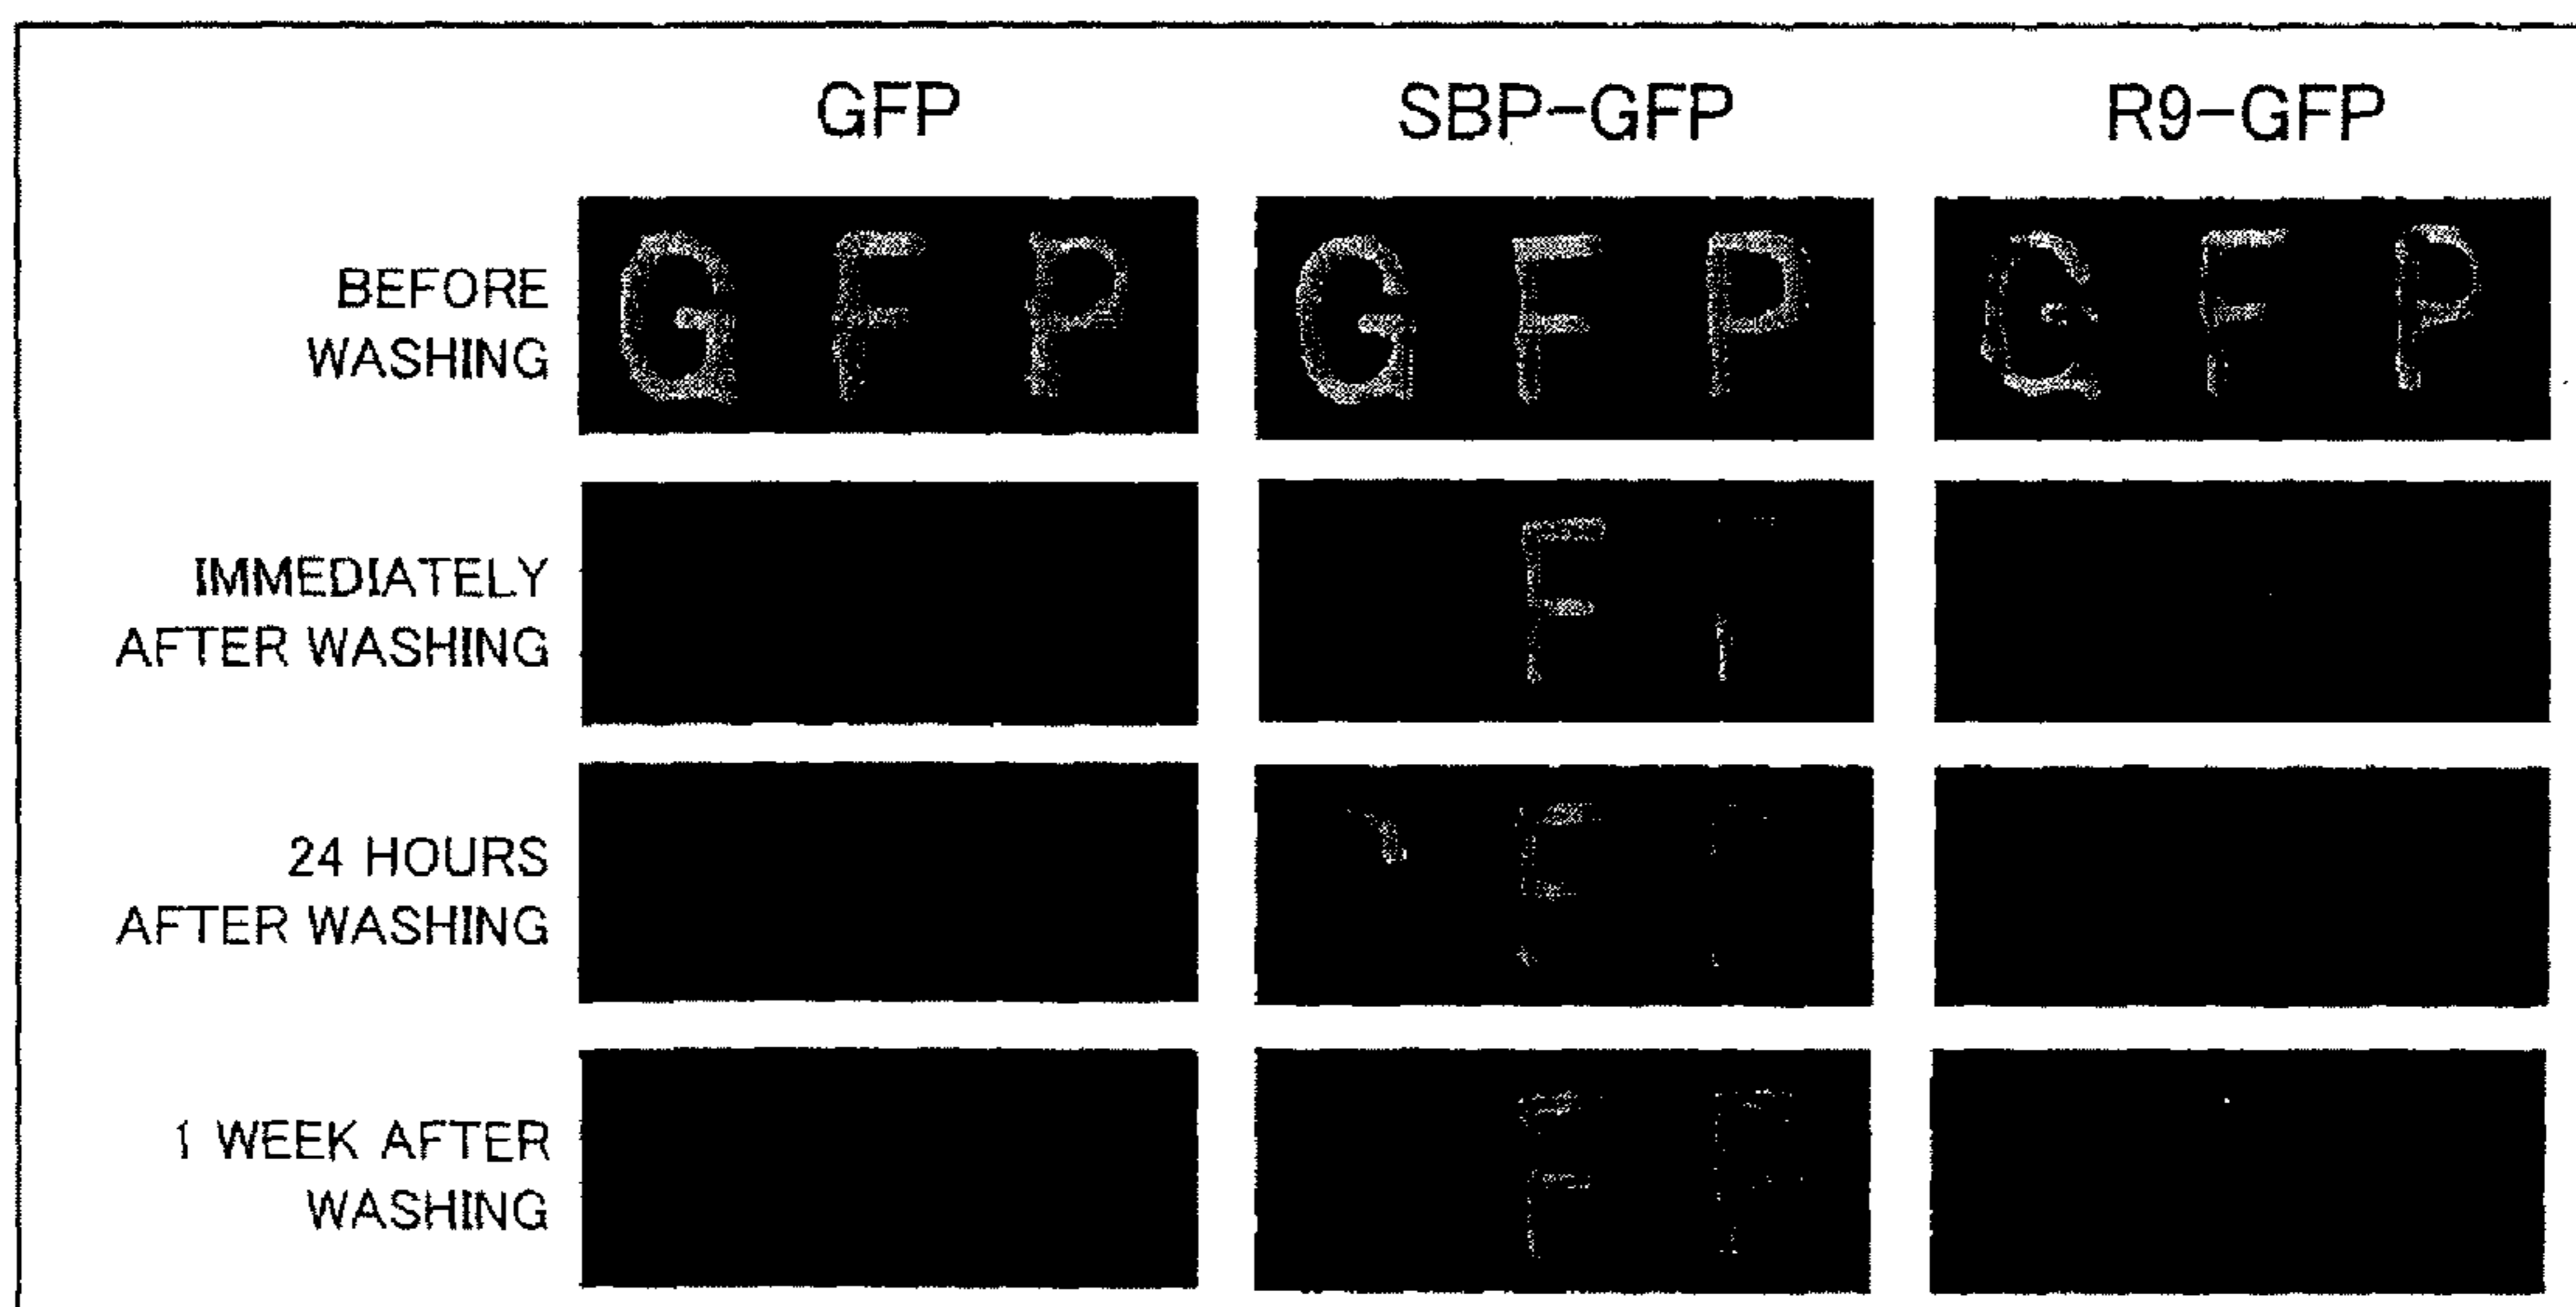 GFP SBP-GFP R9-GFP
BEFORE
WASHING
G F P G F P G F P
IMMEDIATELY
AFTER WASHING
F
24 HOURS
AFTER WASHING
F
1 WEEK AFTER
WASHING
F P